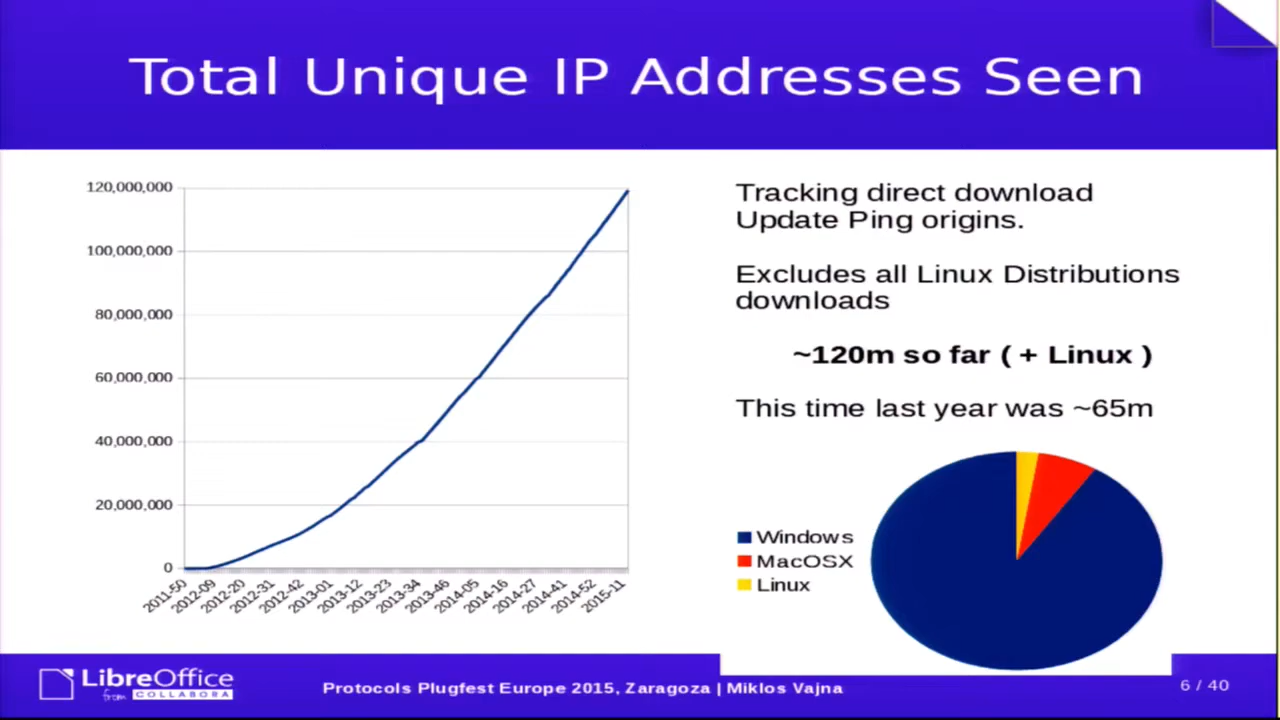 Total Unique IP Addresses Seen
120,000,000
100,000,000
80,000,000
60,000,000
40,000,000
20,000,000
0
2011-50
2012-09
2012-20
2012-31
2012-42
2013-01
2013-12
2013-23
2013-34
2013-46
2014-05
2014-16
2014-27
2014-41
2014-52
2015-11
Tracking direct download
Update Ping origins.
Excludes all Linux Distributions
downloads
~120m so far ( + Linux )
This time last year was ~65m
Windows
MacOSX
Linux
LibreOffice
from COLLABORA
Protocols Plugfest Europe 2015, Zaragoza | Miklos Vajna
6 / 40